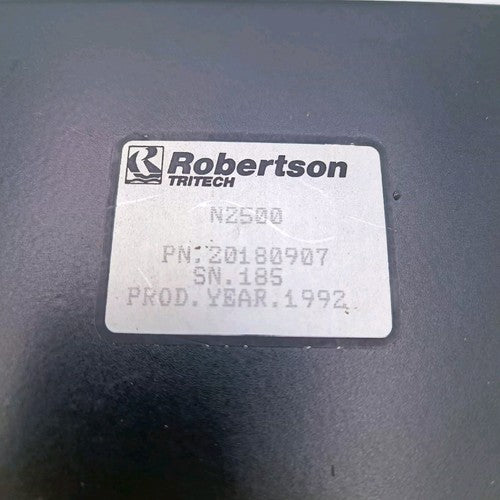 Robertson
TRITECH
N2500
PN:20180907
SN.185
PROD.YEAR.1992